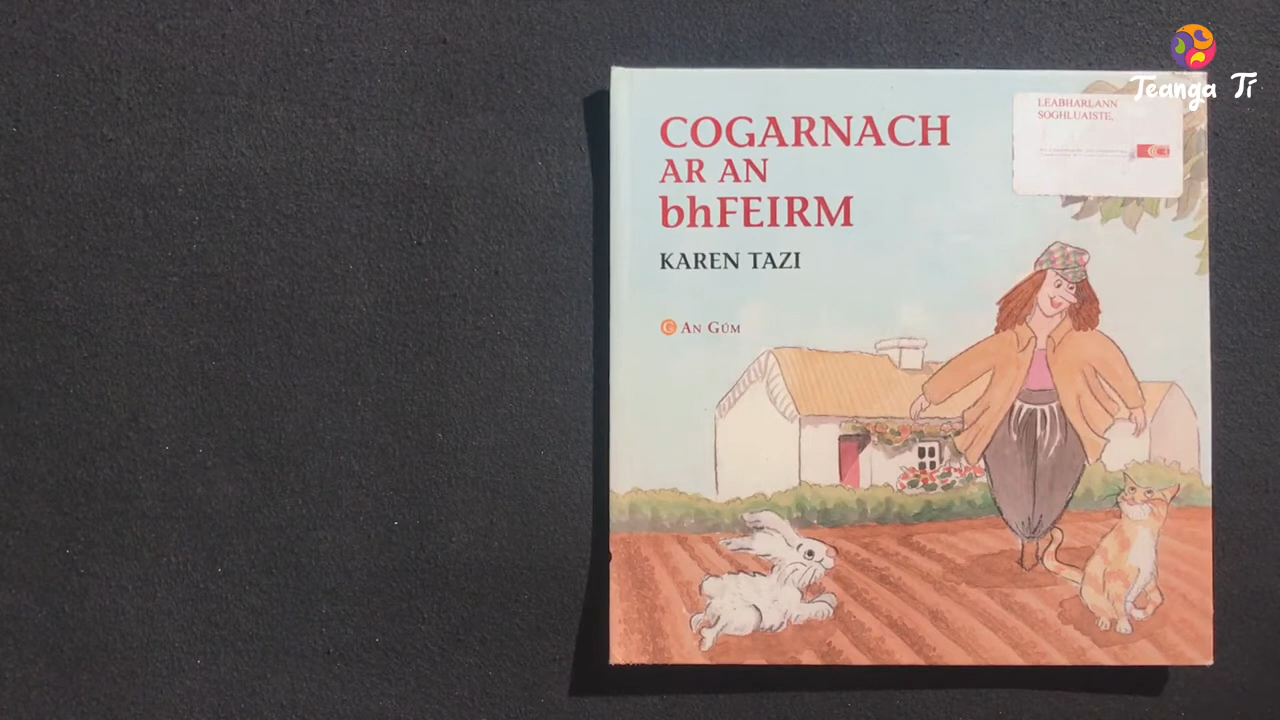 Teanga Tí
LEABHARLANN
SOGHLUAISTE,
COGARNACH
AR AN
bhFEIRM
KAREN TAZI
G An Gúm